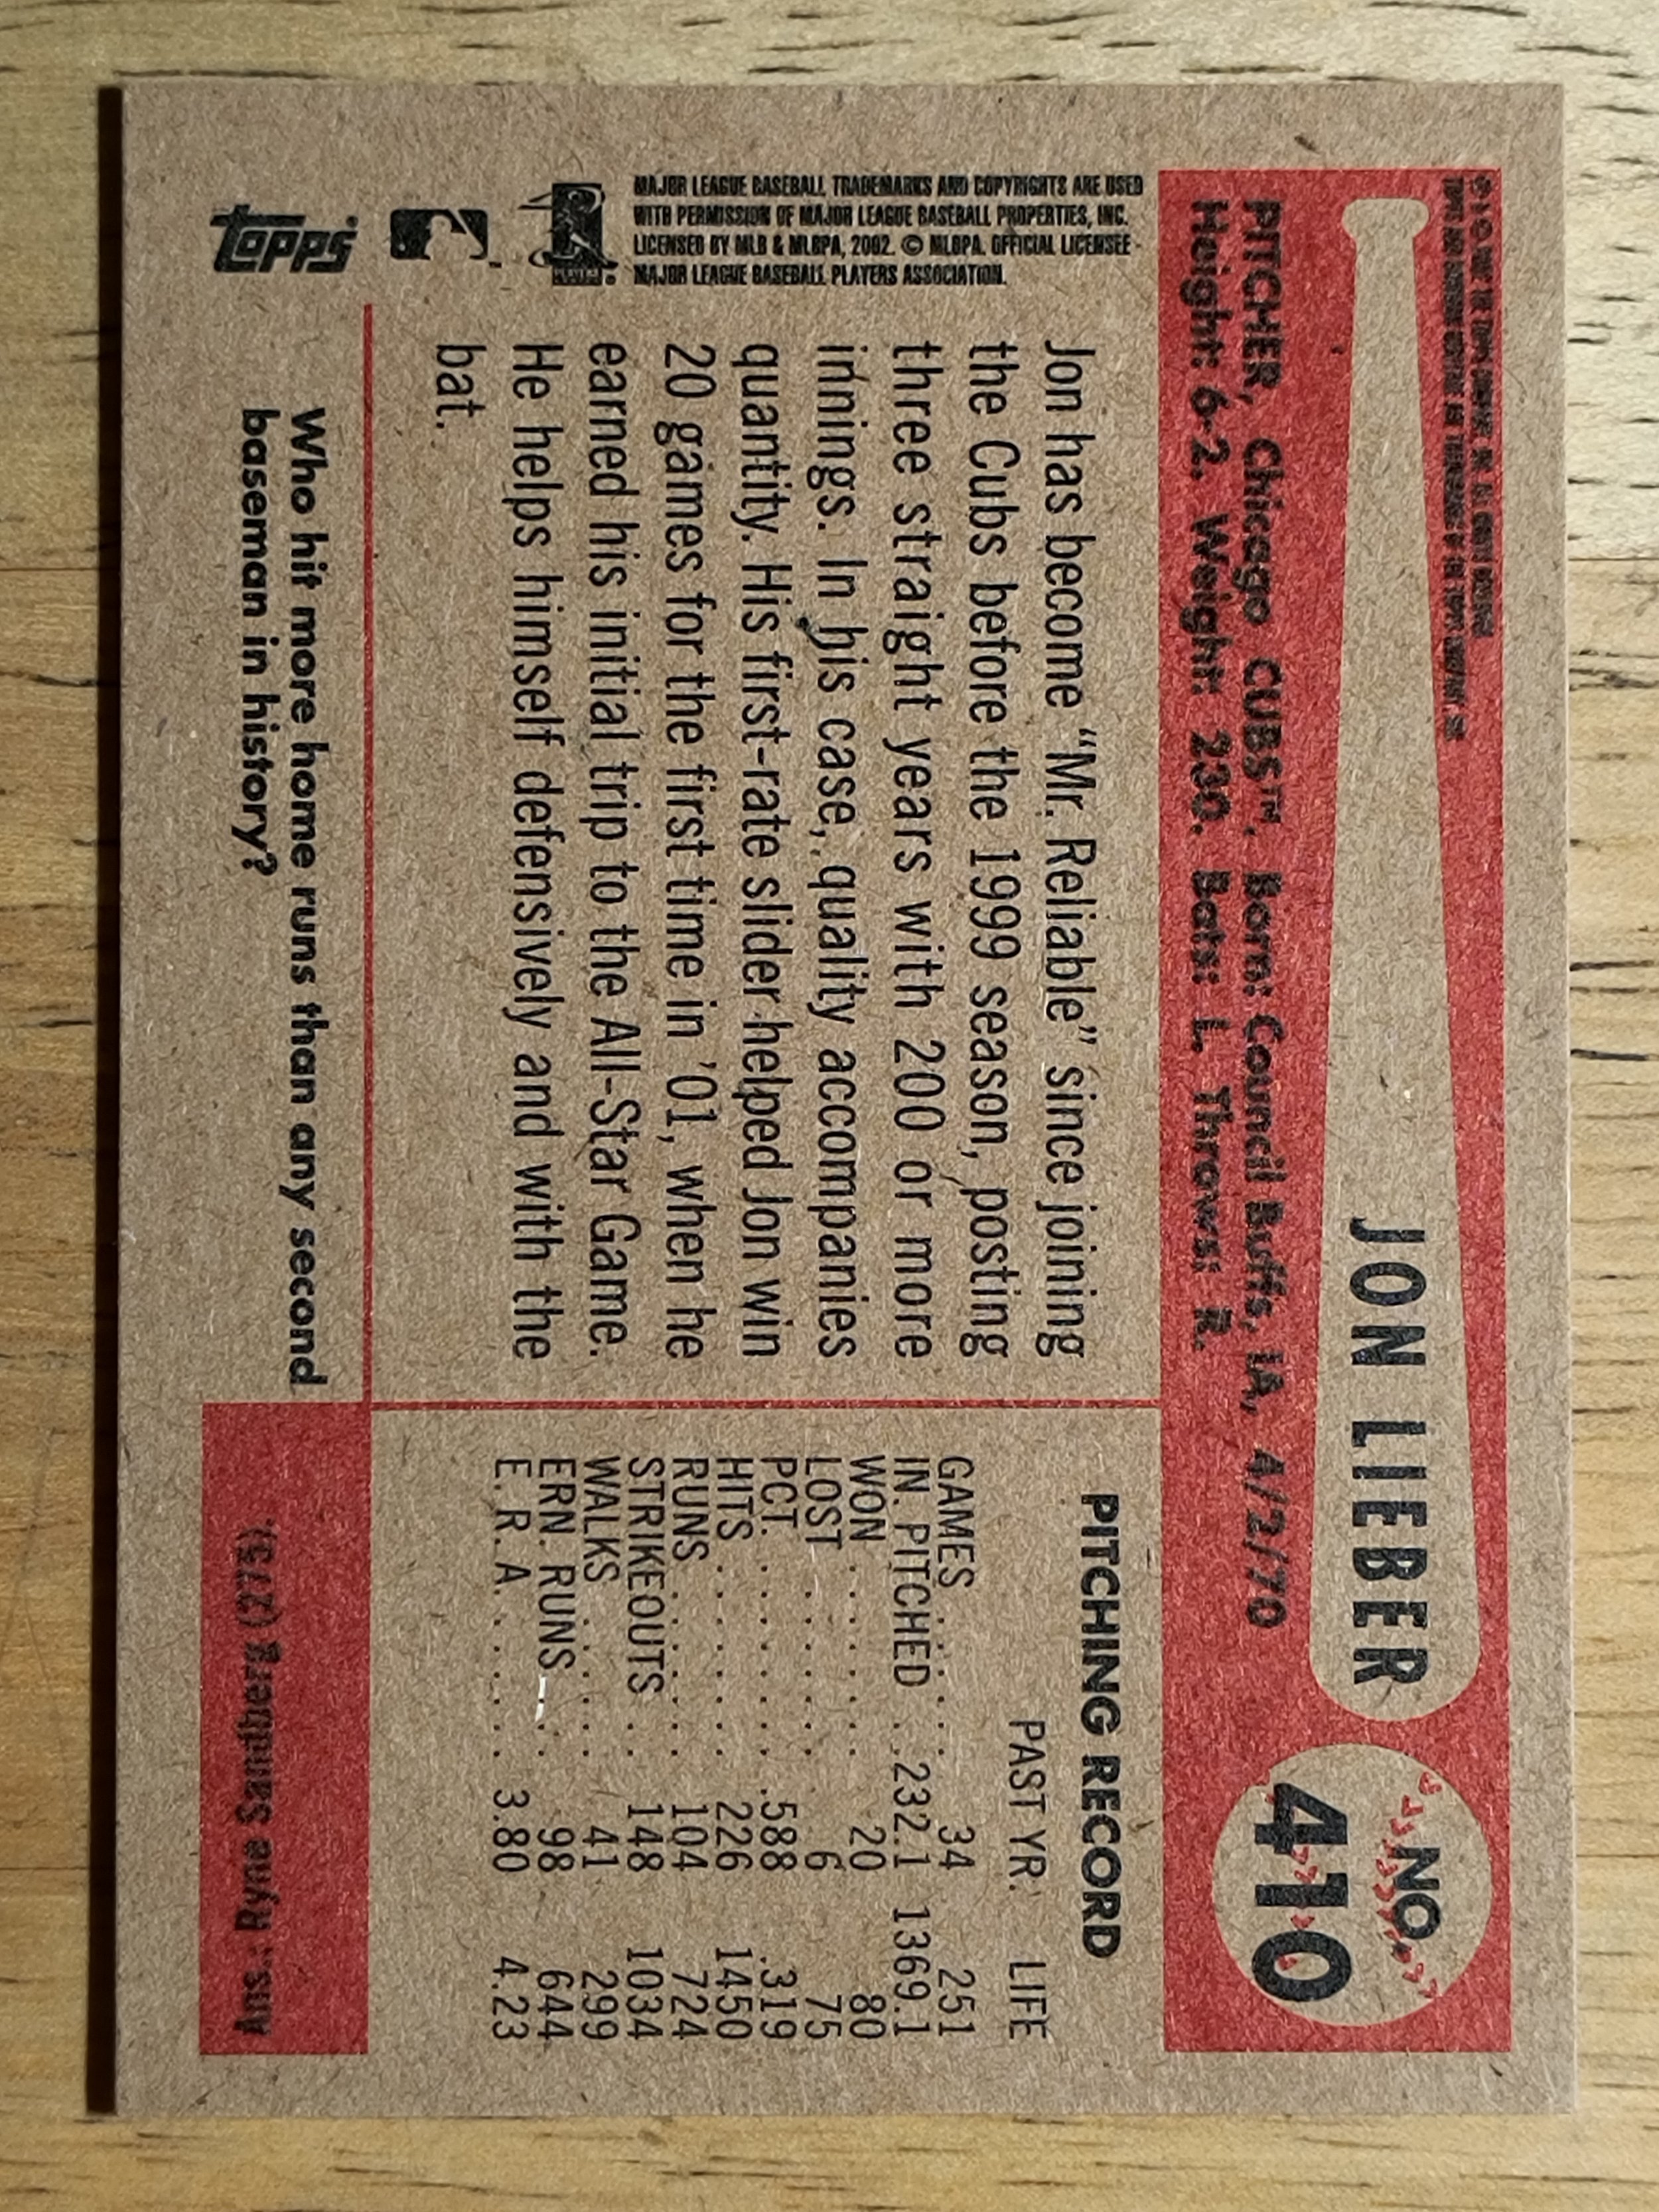 JON LIEBER
NO.
410
PITCHER, Chicago CUBS™, Born: Council Buffs, IA, 4/2/70
Height: 6-2. Weight: 230. Bats: L. Throws: R.
MAJOR LEAGUE BASEBALL TRADEMARKS AND COPYRIGHTS ARE USED
WITH PERMISSION OF MAJOR LEAGUE BASEBALL PROPERTIES, INC.
LICENSED BY MLB & MLBPA, 2002. © MLBPA. OFFICIAL LICENSEE -
MAJOR LEAGUE BASEBALL PLAYERS ASSOCIATION.
Topps
Jon has become “Mr. Reliable” since joining
the Cubs before the 1999 season, posting
three straight years with 200 or more
innings. In his case, quality accompanies
quantity. His first-rate slider helped Jon win
20 games for the first time in ’01, when he
earned his initial trip to the All-Star Game.
He helps himself defensively and with the
bat.
PITCHING RECORD
PAST YR. LIFE
GAMES . . . . . . . 34 251
IN. PITCHED . . 232.1 1369.1
WON . . . . . . . . 20 80
LOST . . . . . . . . 6 75
PCT. . . . . . . . . .588 .319
HITS . . . . . . . . 226 1450
RUNS . . . . . . . . 104 724
STRIKEOUTS . . . 148 1034
WALKS . . . . . . . 41 299
ERN. RUNS . . . . 98 644
E. R. A. . . . . . . . 3.80 4.23
Who hit more home runs than any second
baseman in history?
Ans.: Ryne Sandberg (275).